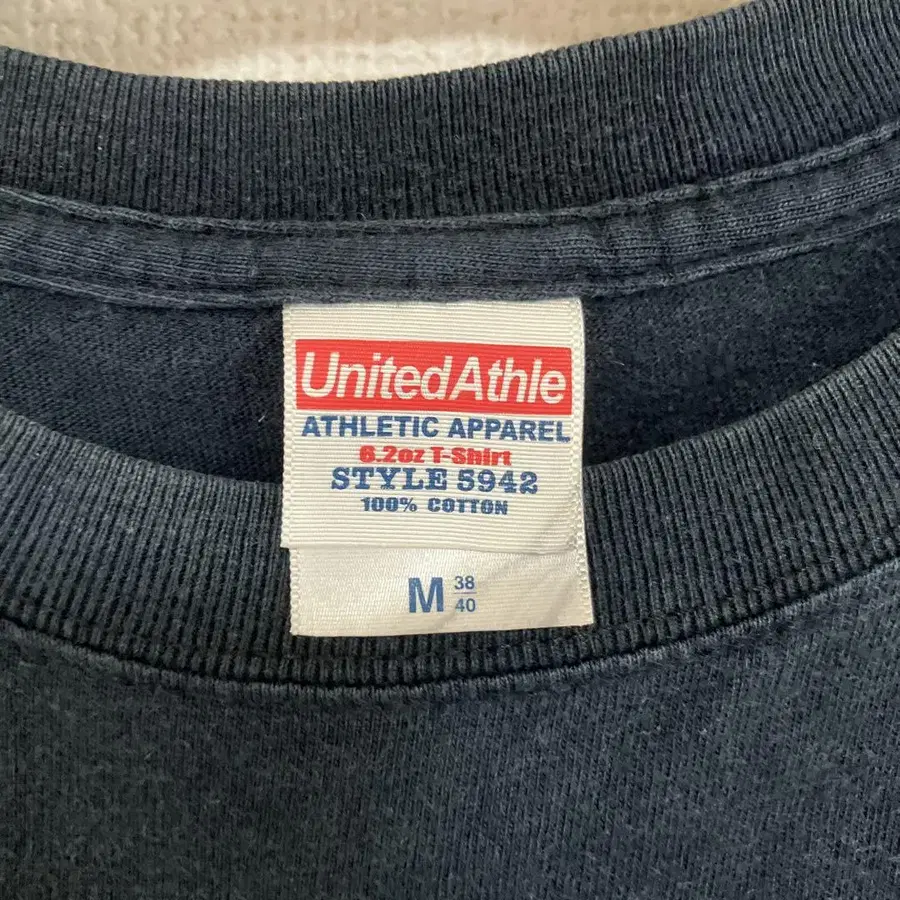 UnitedAthle
ATHLETIC APPAREL
6.2oz T-Shirt
STYLE 5942
100% COTTON
M 38/40